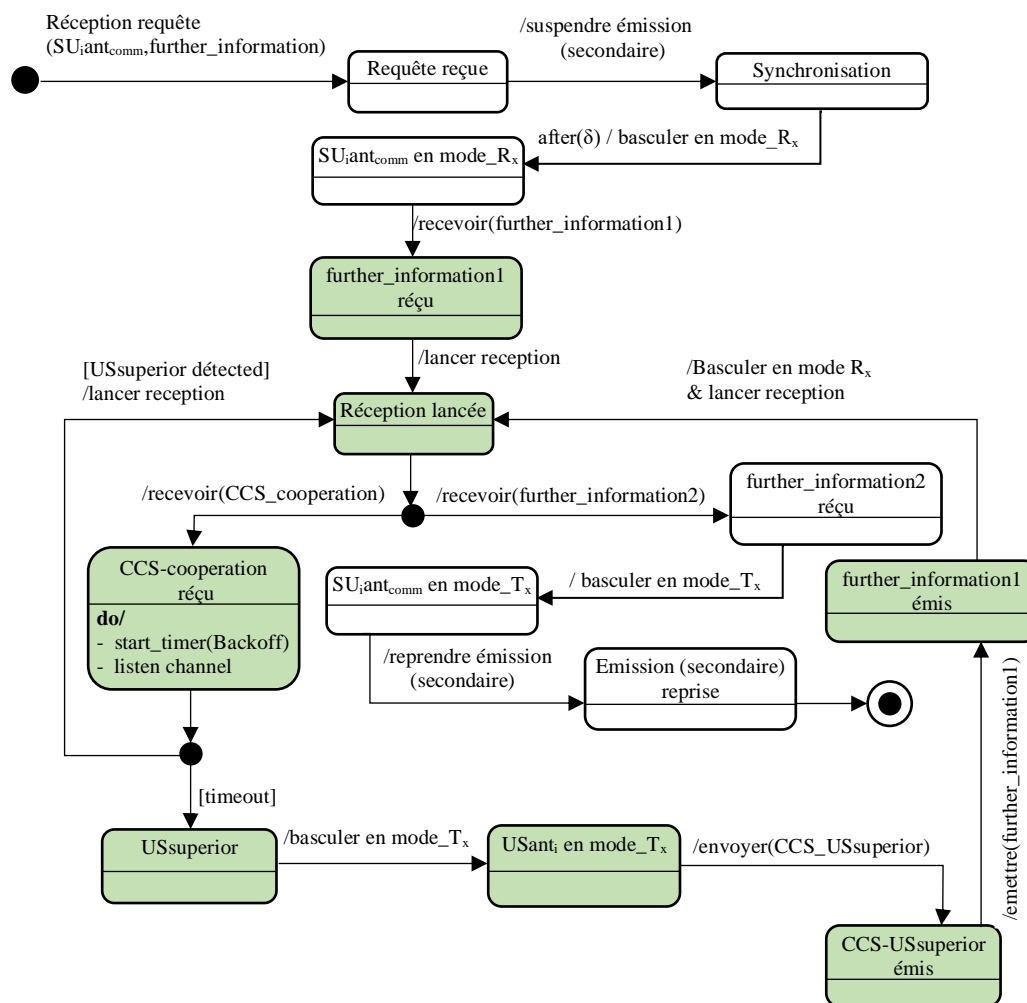 Réception requête
(SUiantcomm,further_information)
/suspendre émission
(secondaire)
Requête reçue
Synchronisation
after(δ) / basculer en mode_Rx
SUiantcomm en mode_Rx
/recevoir(further_information1)
further_information1
réçu
/lancer reception
[USsuperior détected]
/lancer reception
/Basculer en mode Rx
& lancer reception
Réception lancée
/recevoir(CCS_cooperation)
/recevoir(further_information2)
further_information2
réçu
CCS-cooperation
réçu
do/
- start_timer(Backoff)
- listen channel
/ basculer en mode_Tx
SUiantcomm en mode_Tx
further_information1
émis
/reprendre émission
(secondaire)
Emission (secondaire)
reprise
[timeout]
USsuperior
/basculer en mode_Tx
USanti en mode_Tx
/envoyer(CCS_USsuperior)
/emettre(further_information1)
CCS-USsuperior
émis